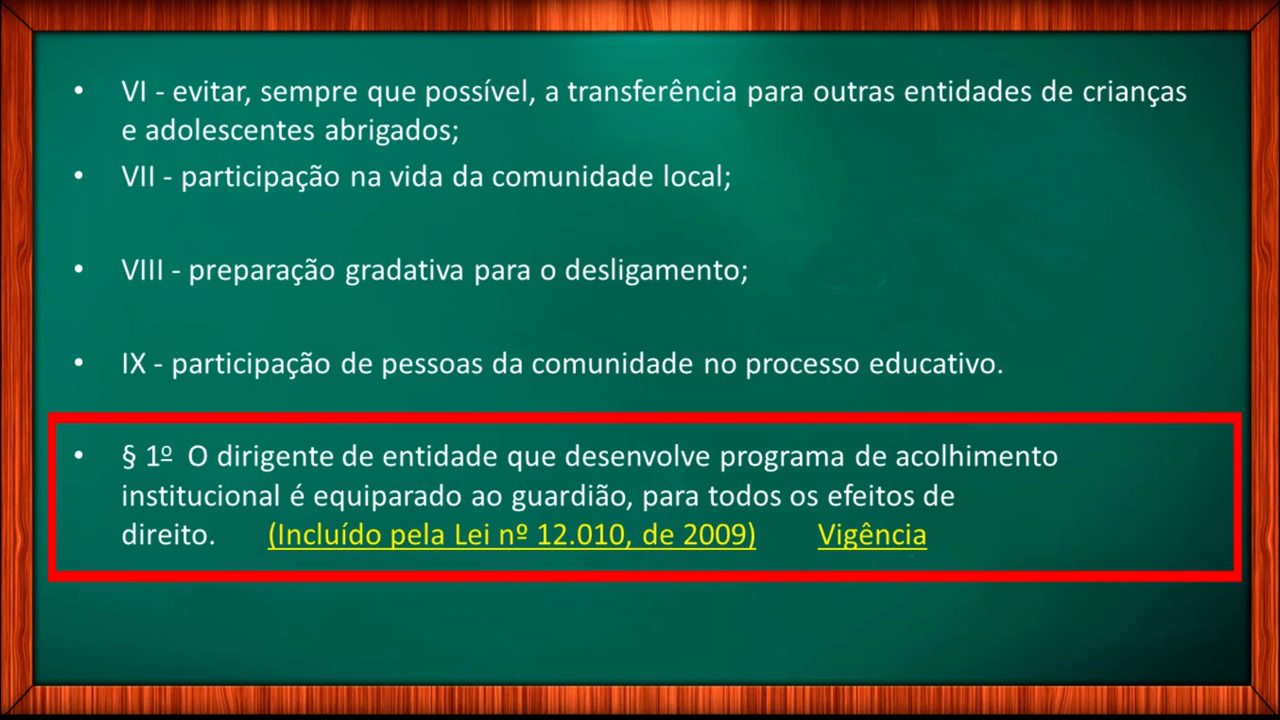 • VI - evitar, sempre que possível, a transferência para outras entidades de crianças
e adolescentes abrigados;
• VII - participação na vida da comunidade local;
• VIII - preparação gradativa para o desligamento;
• IX - participação de pessoas da comunidade no processo educativo.
• § 1º O dirigente de entidade que desenvolve programa de acolhimento
institucional é equiparado ao guardião, para todos os efeitos de
direito. (Incluído pela Lei nº 12.010, de 2009) Vigência